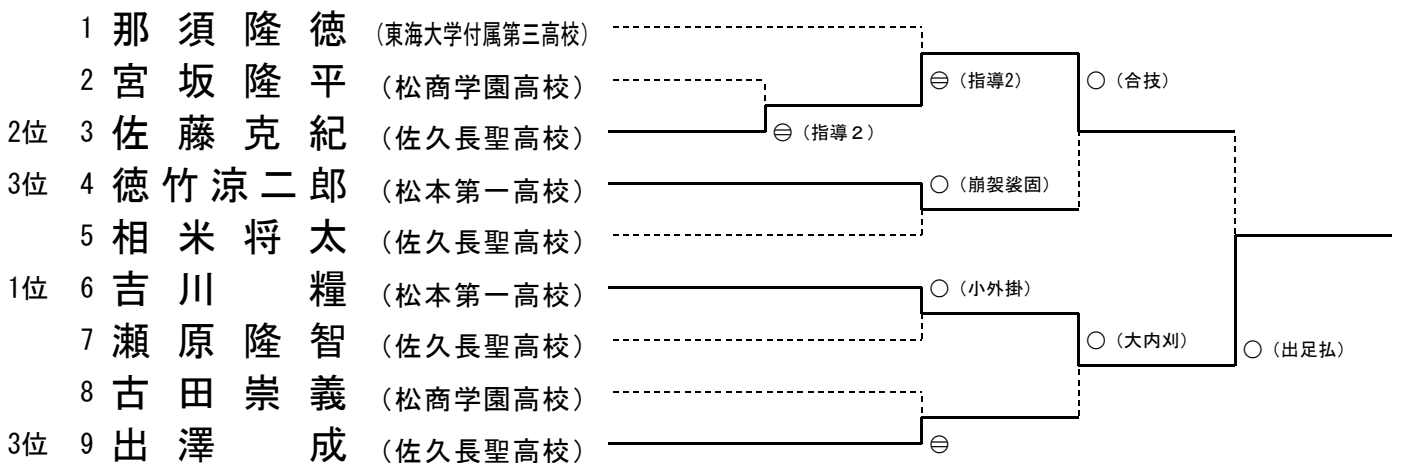 1 那須隆徳 (東海大学付属第三高校)
2 宮坂隆平 (松商学園高校)
⊖ (指導2)
○ (合技)
2位 3 佐藤克紀 (佐久長聖高校)
⊖ (指導２)
3位 4 徳竹涼二郎 (松本第一高校)
○ (崩袈裟固)
5 相米将太 (佐久長聖高校)
1位 6 吉川糧 (松本第一高校)
○ (小外掛)
7 瀬原隆智 (佐久長聖高校)
○ (大内刈)
○ (出足払)
8 古田崇義 (松商学園高校)
3位 9 出澤成 (佐久長聖高校)
⊖